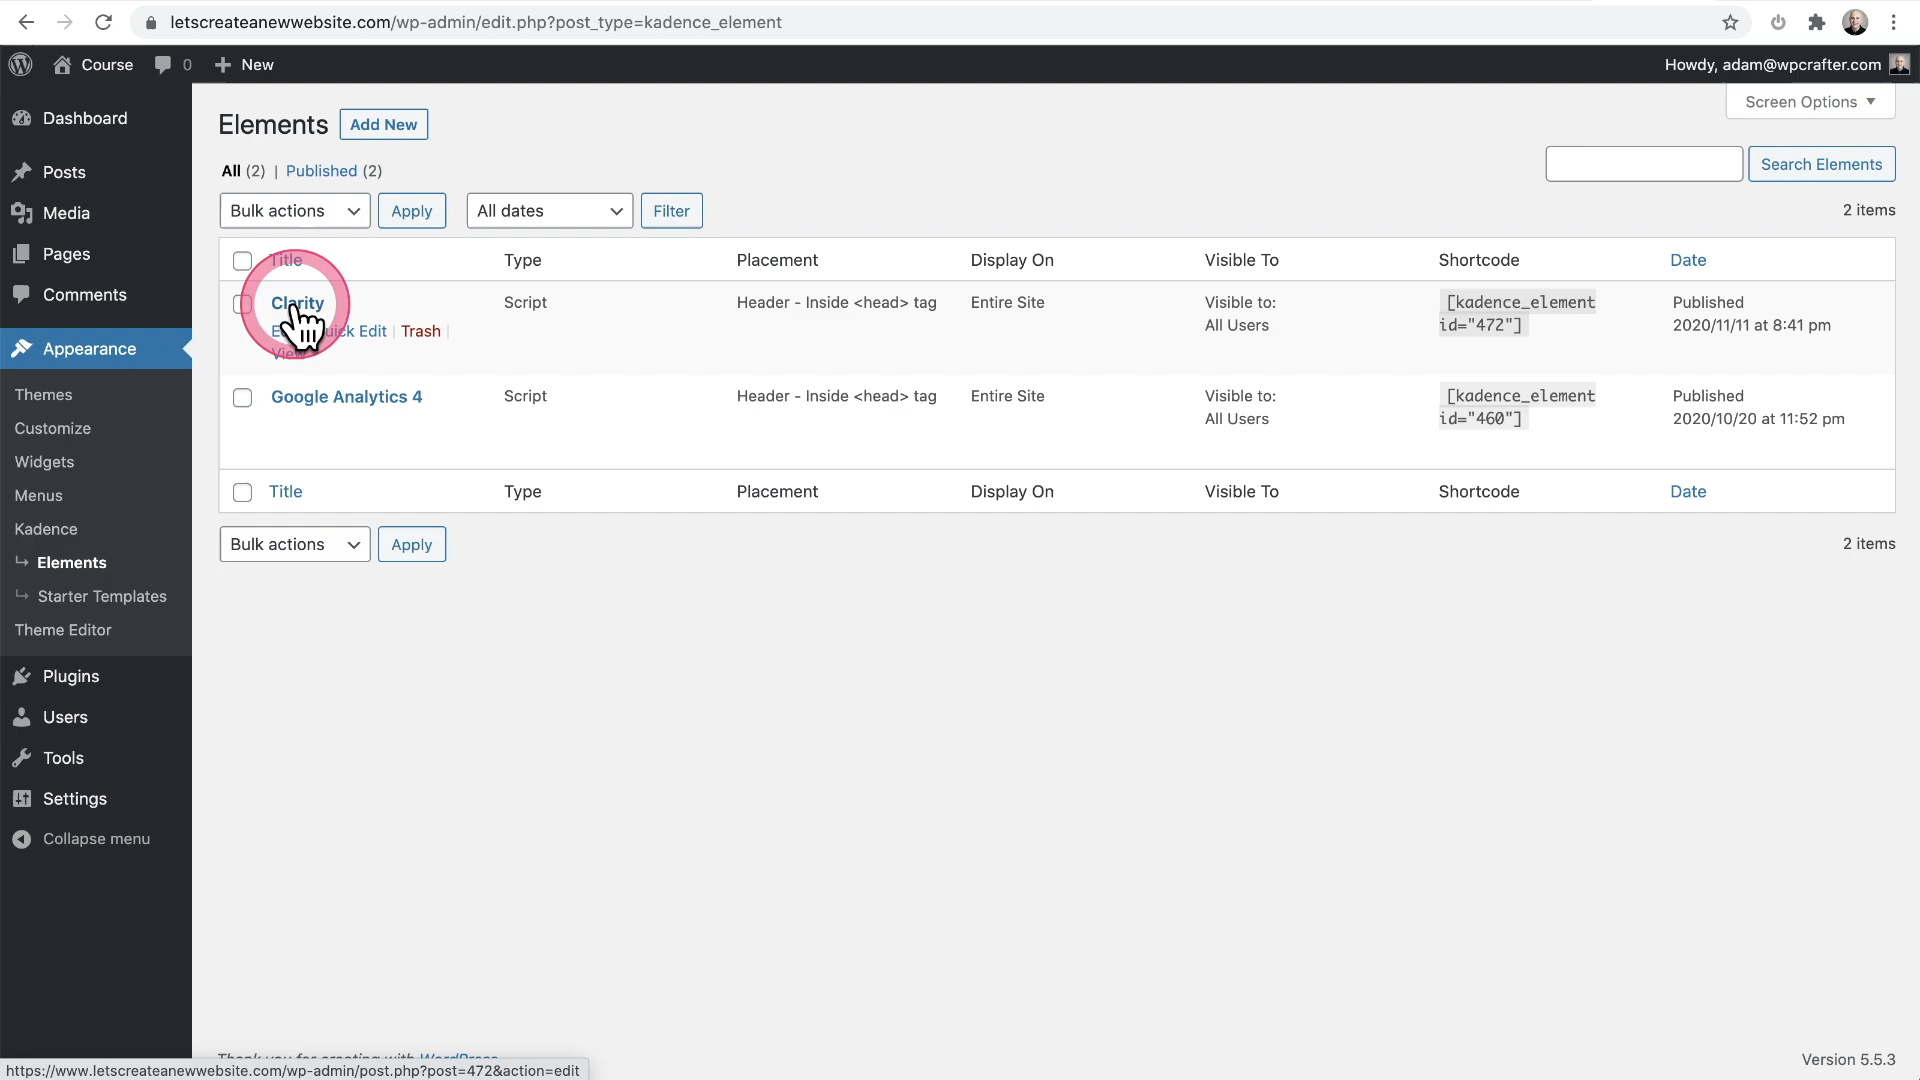 letscreateanewwebsite.com/wp-admin/edit.php?post_type=kadence_element
Course
0
New
Howdy, adam@wpcrafter.com
Dashboard
Posts
Media
Pages
Comments
Appearance
Themes
Customize
Widgets
Menus
Kadence
Elements
Starter Templates
Theme Editor
Plugins
Users
Tools
Settings
Collapse menu
Screen Options
Elements Add New
All (2) | Published (2)
Search Elements
Bulk actions Apply All dates Filter 2 items
Title Type Placement Display On Visible To Shortcode Date
Clarity Script Header - Inside <head> tag Entire Site Visible to: [kadence_element Published
All Users id="472"] 2020/11/11 at 8:41 pm
Quick Edit | Trash |
View
Google Analytics 4 Script Header - Inside <head> tag Entire Site Visible to: [kadence_element Published
All Users id="460"] 2020/10/20 at 11:52 pm
Title Type Placement Display On Visible To Shortcode Date
Bulk actions Apply 2 items
Thank you for creating with WordPress
Version 5.5.3
https://www.letscreateanewwebsite.com/wp-admin/post.php?post=472&action=edit